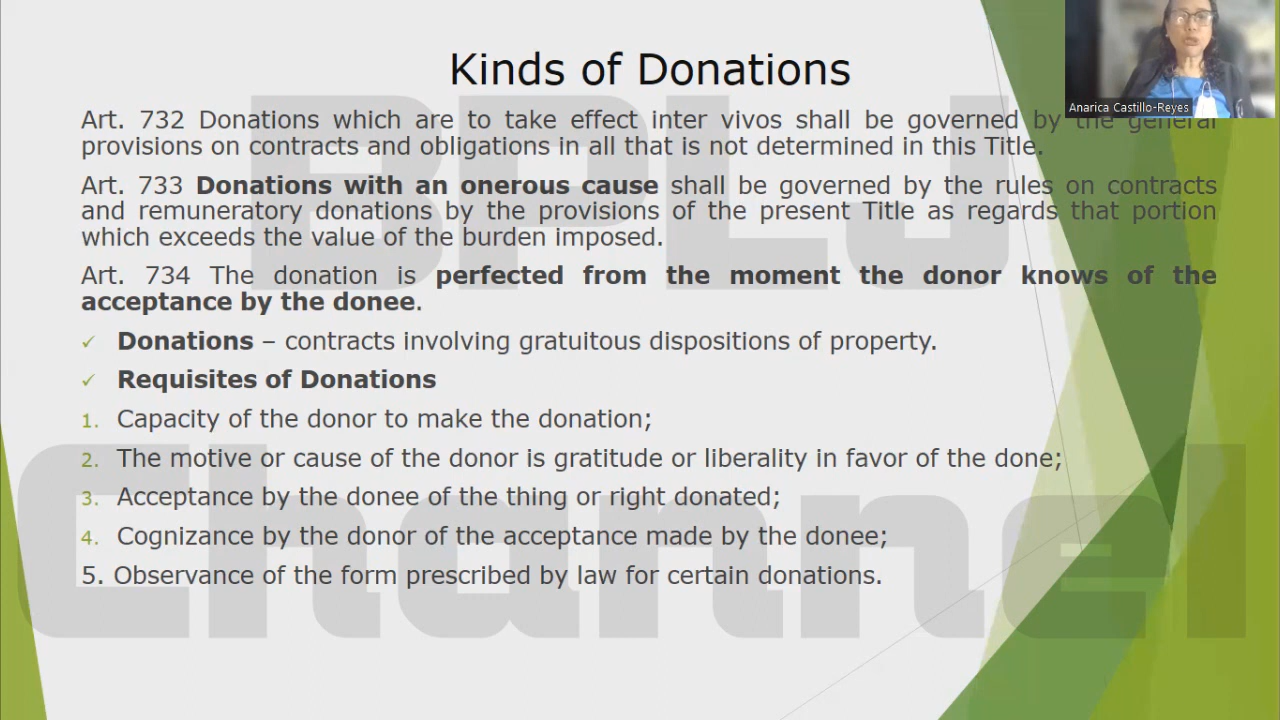 Kinds of Donations
Anarica Castillo-Reyes
Art. 732 Donations which are to take effect inter vivos shall be governed by the general
provisions on contracts and obligations in all that is not determined in this Title.
Art. 733 Donations with an onerous cause shall be governed by the rules on contracts
and remuneratory donations by the provisions of the present Title as regards that portion
which exceeds the value of the burden imposed.
Art. 734 The donation is perfected from the moment the donor knows of the
acceptance by the donee.
✓ Donations – contracts involving gratuitous dispositions of property.
✓ Requisites of Donations
1. Capacity of the donor to make the donation;
2. The motive or cause of the donor is gratitude or liberality in favor of the done;
3. Acceptance by the donee of the thing or right donated;
4. Cognizance by the donor of the acceptance made by the donee;
5. Observance of the form prescribed by law for certain donations.
BPLJ
Channel